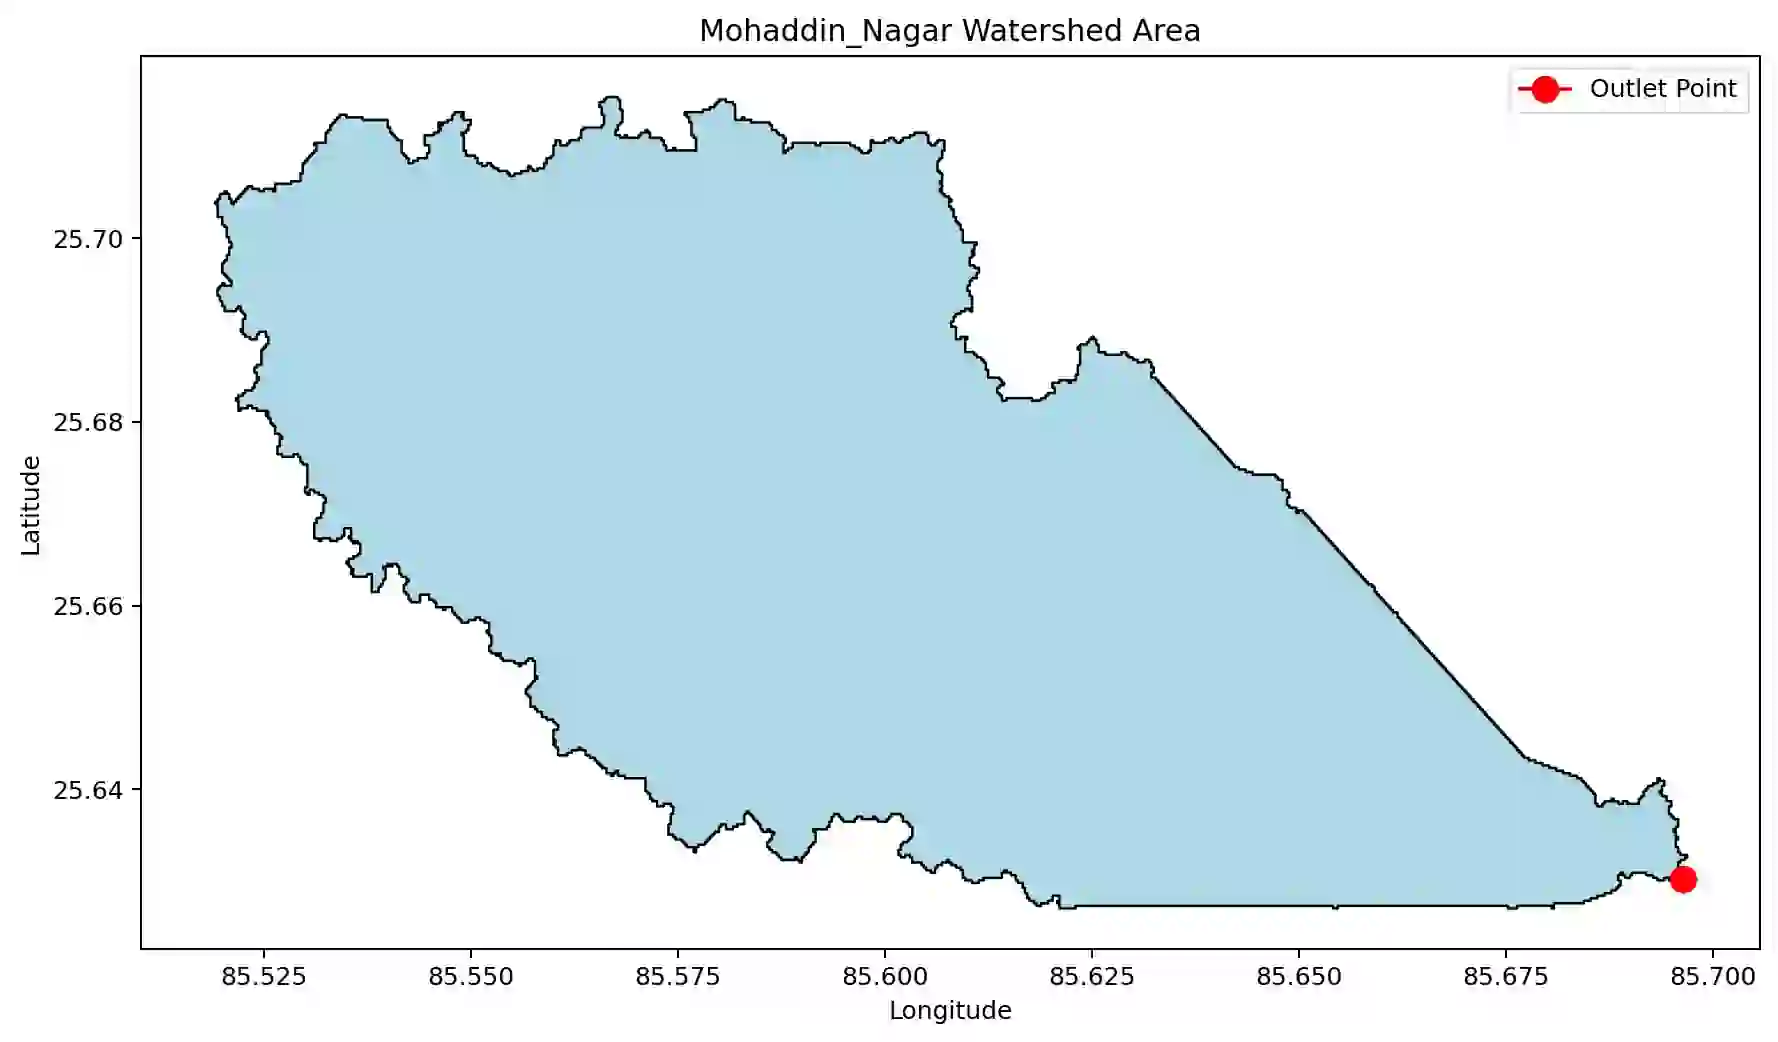 Mohaddin_Nagar Watershed Area
Outlet Point
25.70
25.68
25.66
25.64
Latitude
85.525 85.550 85.575 85.600 85.625 85.650 85.675 85.700
Longitude